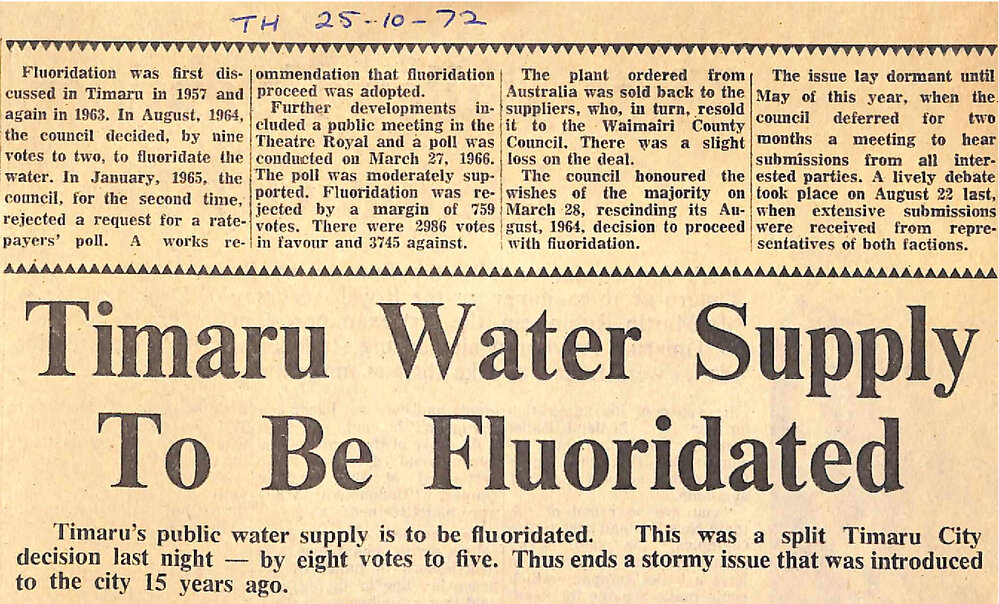 TH 25-10-72
Fluoridation was first dis-
cussed in Timaru in 1957 and
again in 1963. In August, 1964,
the council decided, by nine
votes to two, to fluoridate the
water. In January, 1965, the
council, for the second time,
rejected a request for a rate-
payers' poll. A works re-
ommendation that fluoridation
proceed was adopted.
Further developments in-
cluded a public meeting in the
Theatre Royal and a poll was
conducted on March 27, 1966.
The poll was moderately sup-
ported. Fluoridation was re-
jected by a margin of 759
votes. There were 2986 votes
in favour and 3745 against.
The plant ordered from
Australia was sold back to the
suppliers, who, in turn, resold
it to the Waimairi County
Council. There was a slight
loss on the deal.
The council honoured the
wishes of the majority on
March 28, rescinding its Au-
gust, 1964, decision to proceed
with fluoridation.
The issue lay dormant until
May of this year, when the
council deferred for two
months a meeting to hear
submissions from all inter-
ested parties. A lively debate
took place on August 22 last,
when extensive submissions
were received from repre-
sentatives of both factions.
Timaru Water Supply
To Be Fluoridated
Timaru's public water supply is to be fluoridated. This was a split Timaru City
decision last night — by eight votes to five. Thus ends a stormy issue that was introduced
to the city 15 years ago.